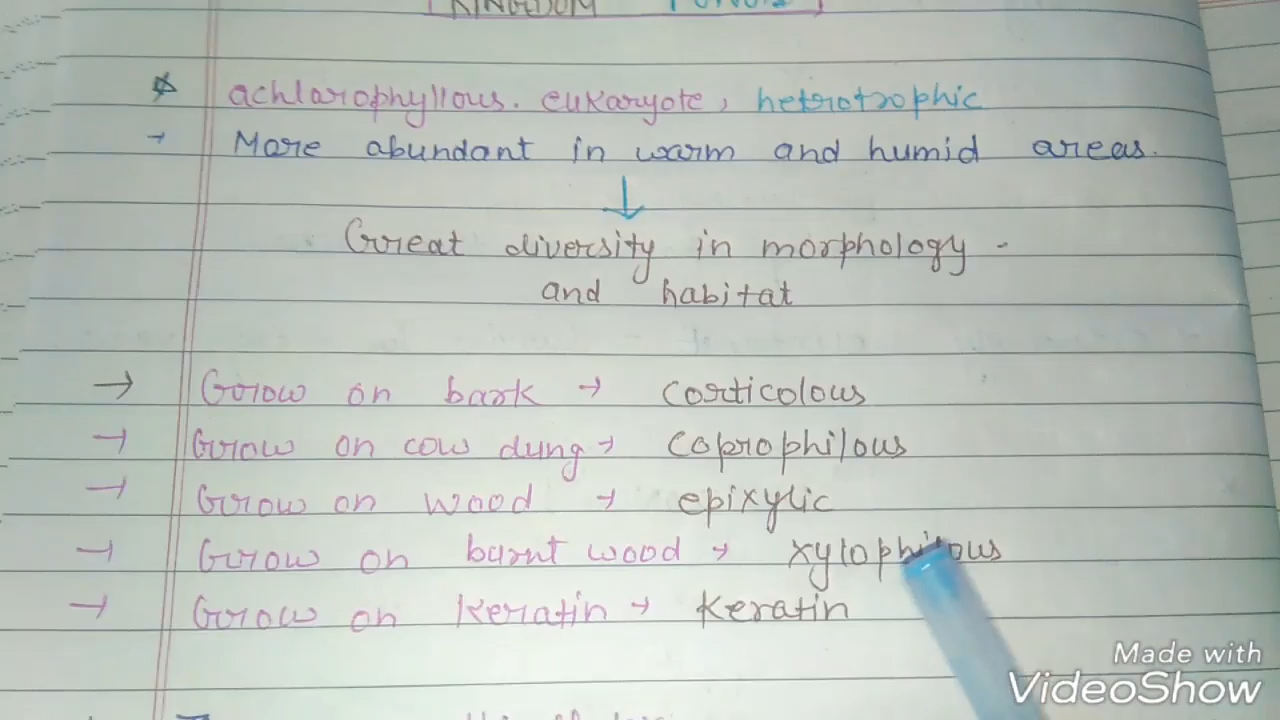 KINGDOM FUNGI
achlorophyllous. eukaryote, hetrotrophic
→ More abundant in warm and humid areas.
↓
Great diversity in morphology -
and habitat
→ Grow on bark → corticolous
→ Grow on cow dung → coprophilous
→ Grow on wood → epixylic
→ Grow on burnt wood → xylophilous
→ Grow on Keratin → Keratin
Made with
VideoShow